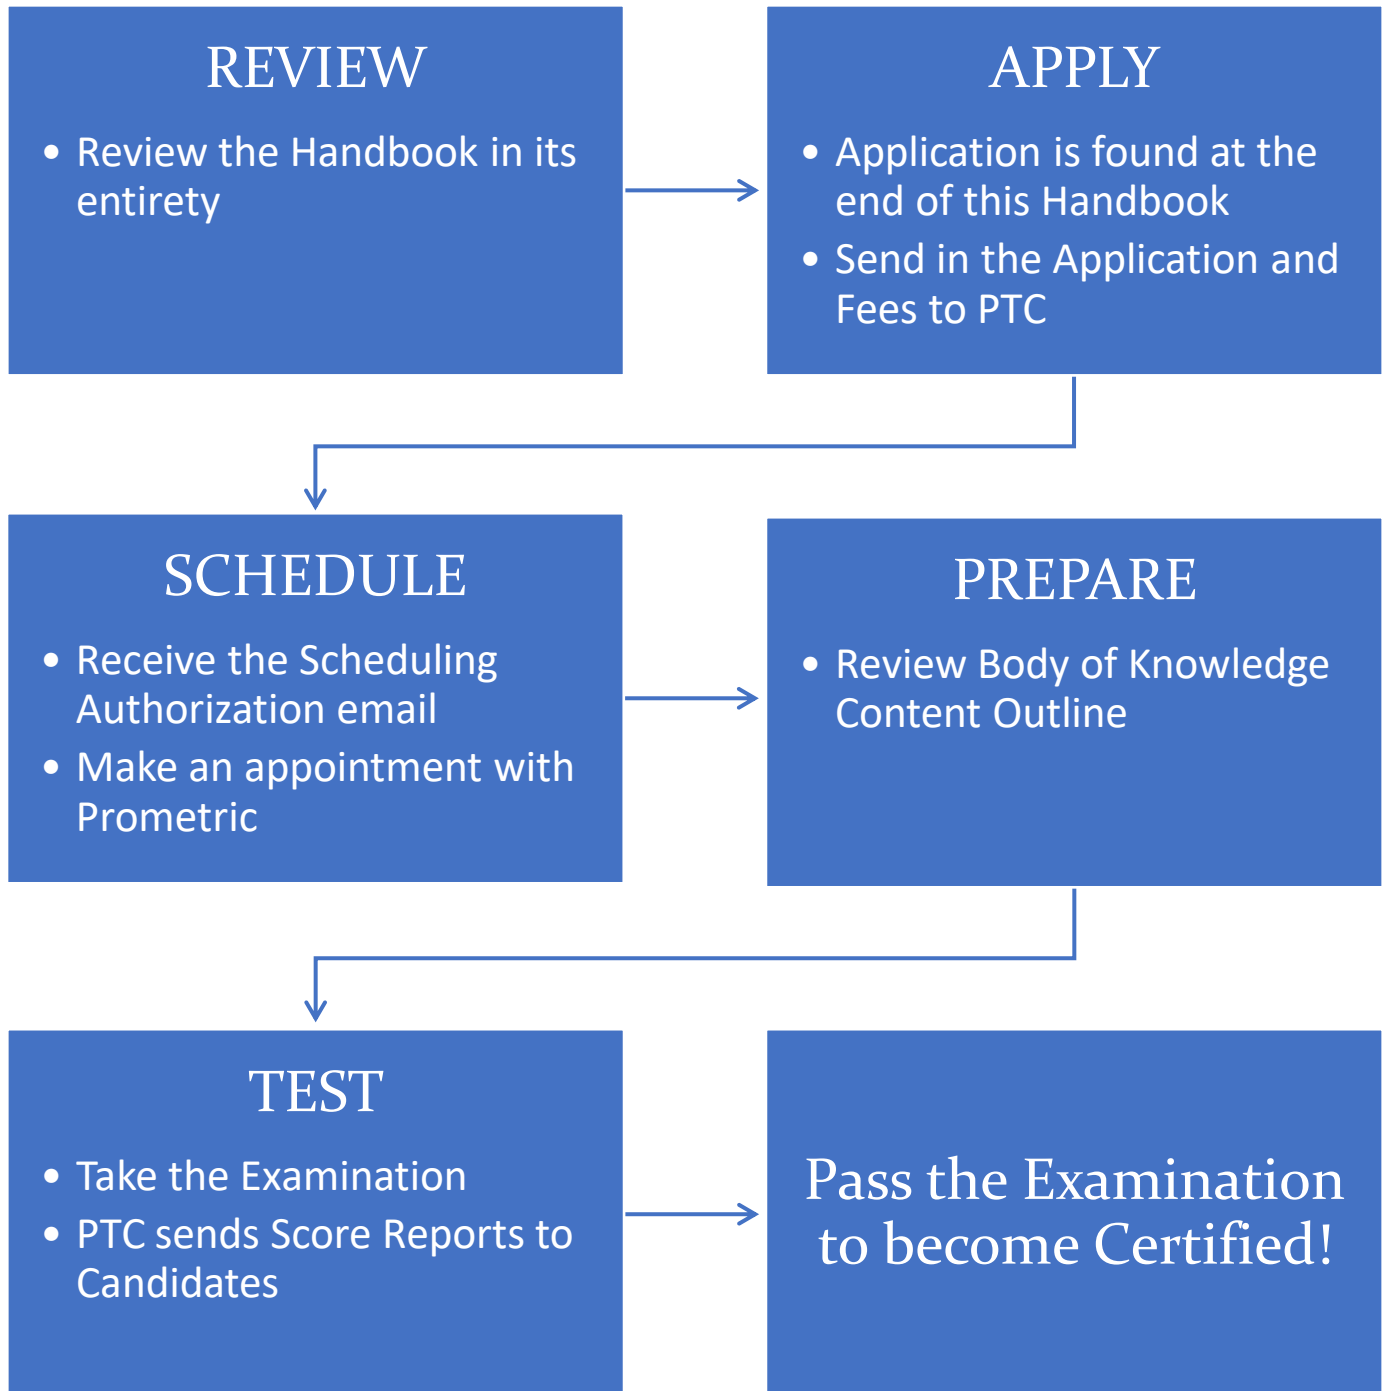 REVIEW
• Review the Handbook in its
entirety
APPLY
• Application is found at the
end of this Handbook
• Send in the Application and
Fees to PTC
SCHEDULE
• Receive the Scheduling
Authorization email
• Make an appointment with
Prometric
PREPARE
• Review Body of Knowledge
Content Outline
TEST
• Take the Examination
• PTC sends Score Reports to
Candidates
Pass the Examination
to become Certified!